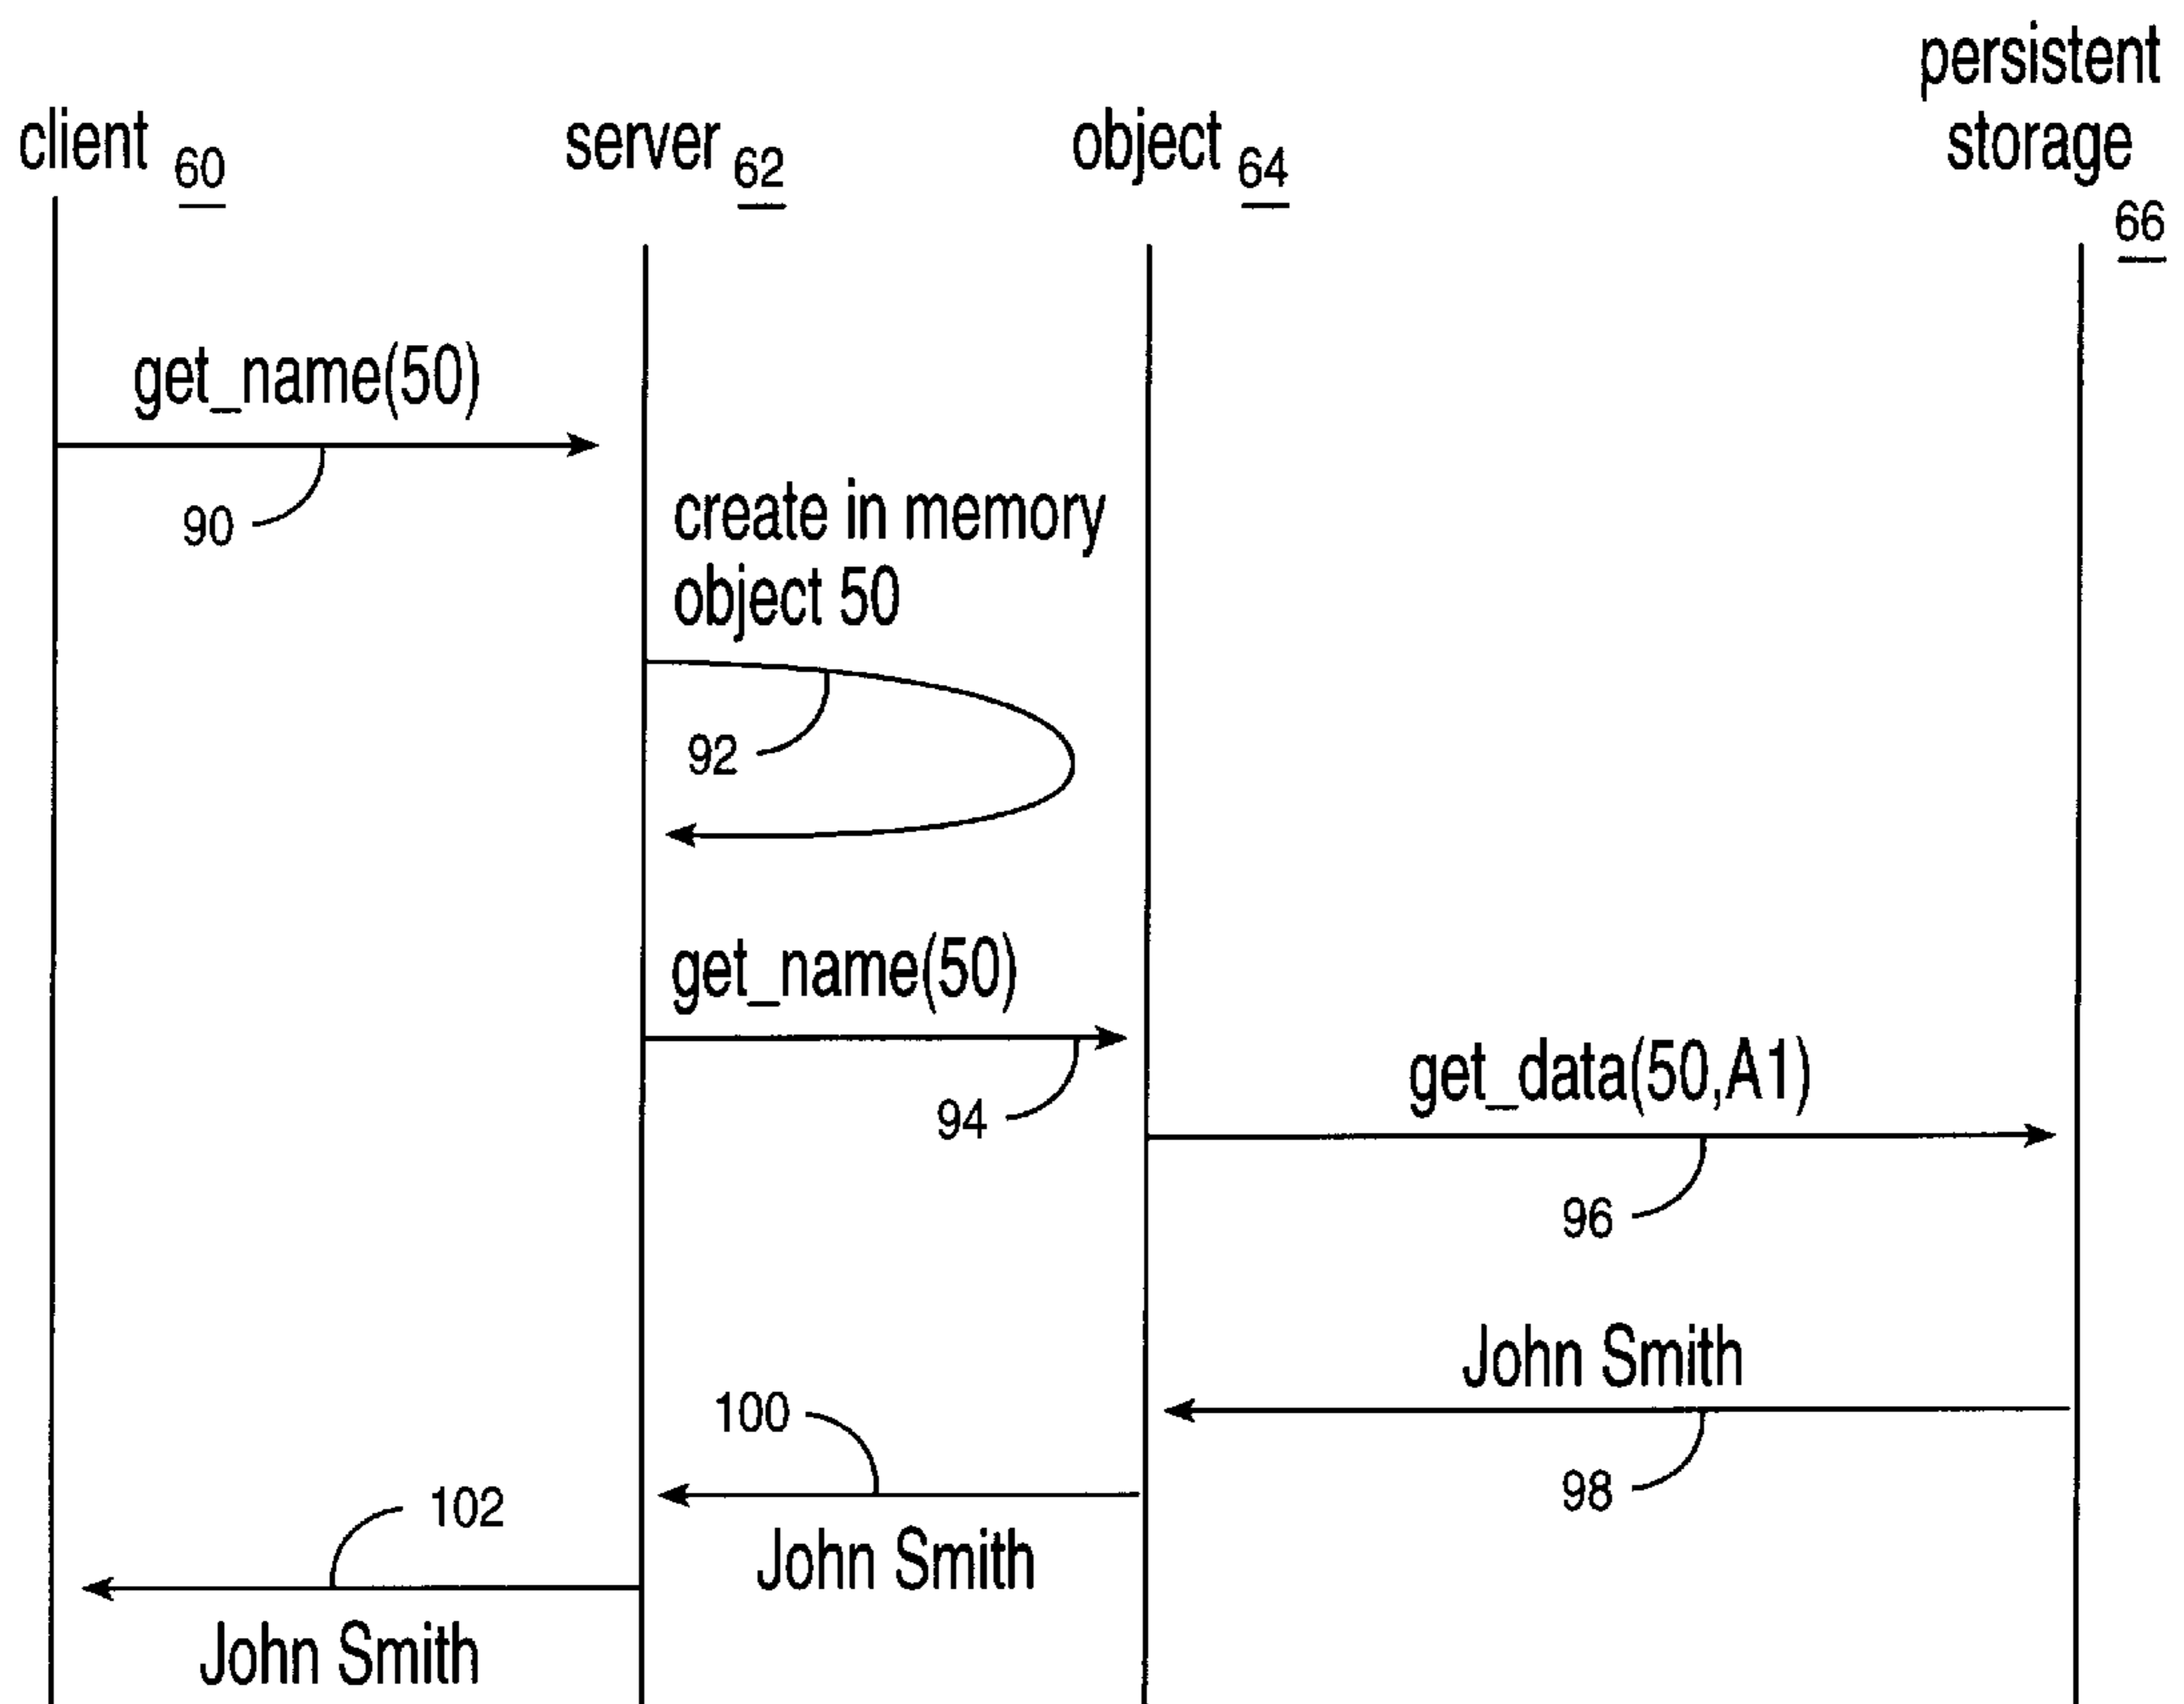 persistent
storage
66
client 60
server 62
object 64
get_name(50)
90
create in memory
object 50
92
get_name(50)
94
get_data(50,A1)
96
John Smith
98
100
John Smith
102
John Smith